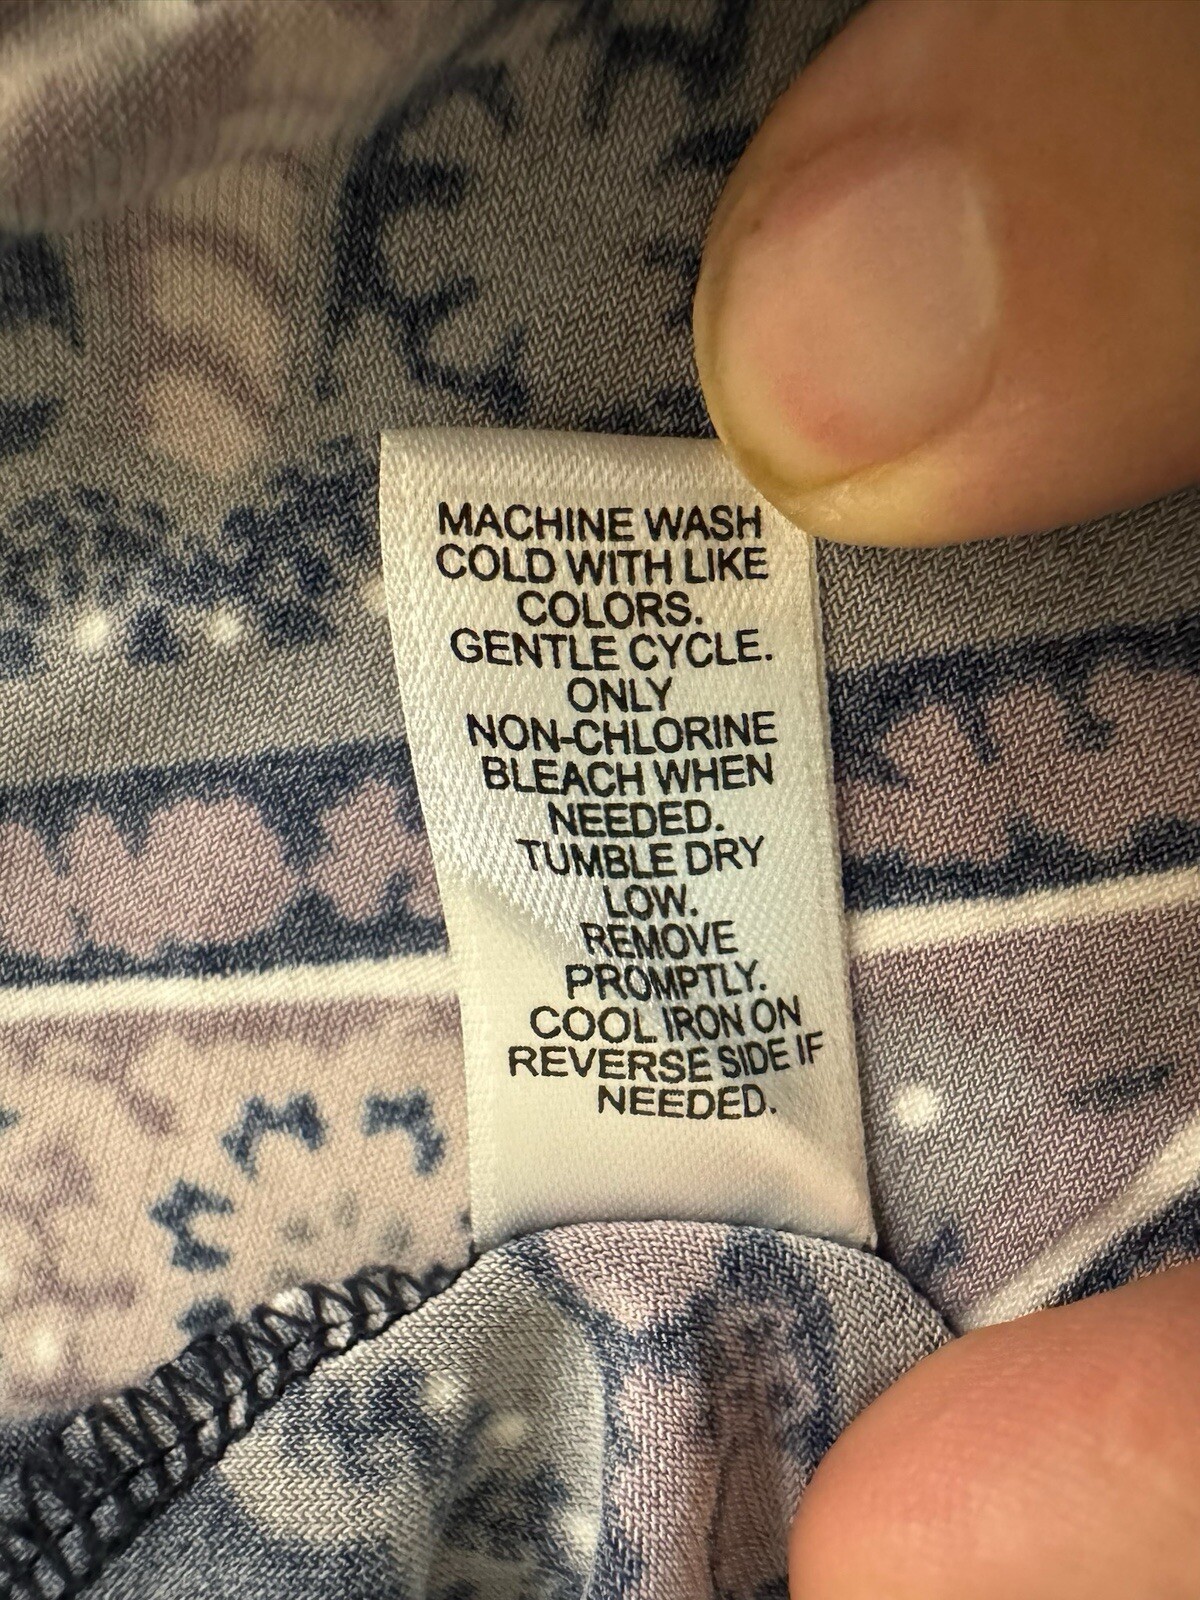 MACHINE WASH
COLD WITH LIKE
COLORS.
GENTLE CYCLE.
ONLY
NON-CHLORINE
BLEACH WHEN
NEEDED.
TUMBLE DRY
LOW.
REMOVE
PROMPTLY.
COOL IRON ON
REVERSE SIDE IF
NEEDED.